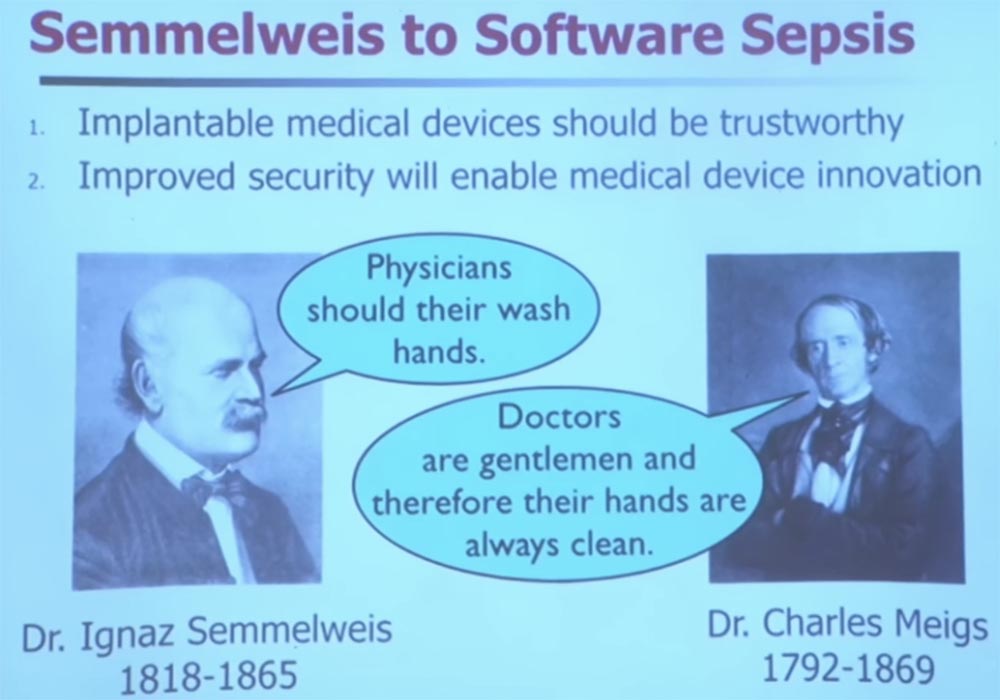 Semmelweis to Software Sepsis
1. Implantable medical devices should be trustworthy
2. Improved security will enable medical device innovation
Physicians
should their wash
hands.
Doctors
are gentlemen and
therefore their hands are
always clean.
Dr. Ignaz Semmelweis
1818-1865
Dr. Charles Meigs
1792-1869